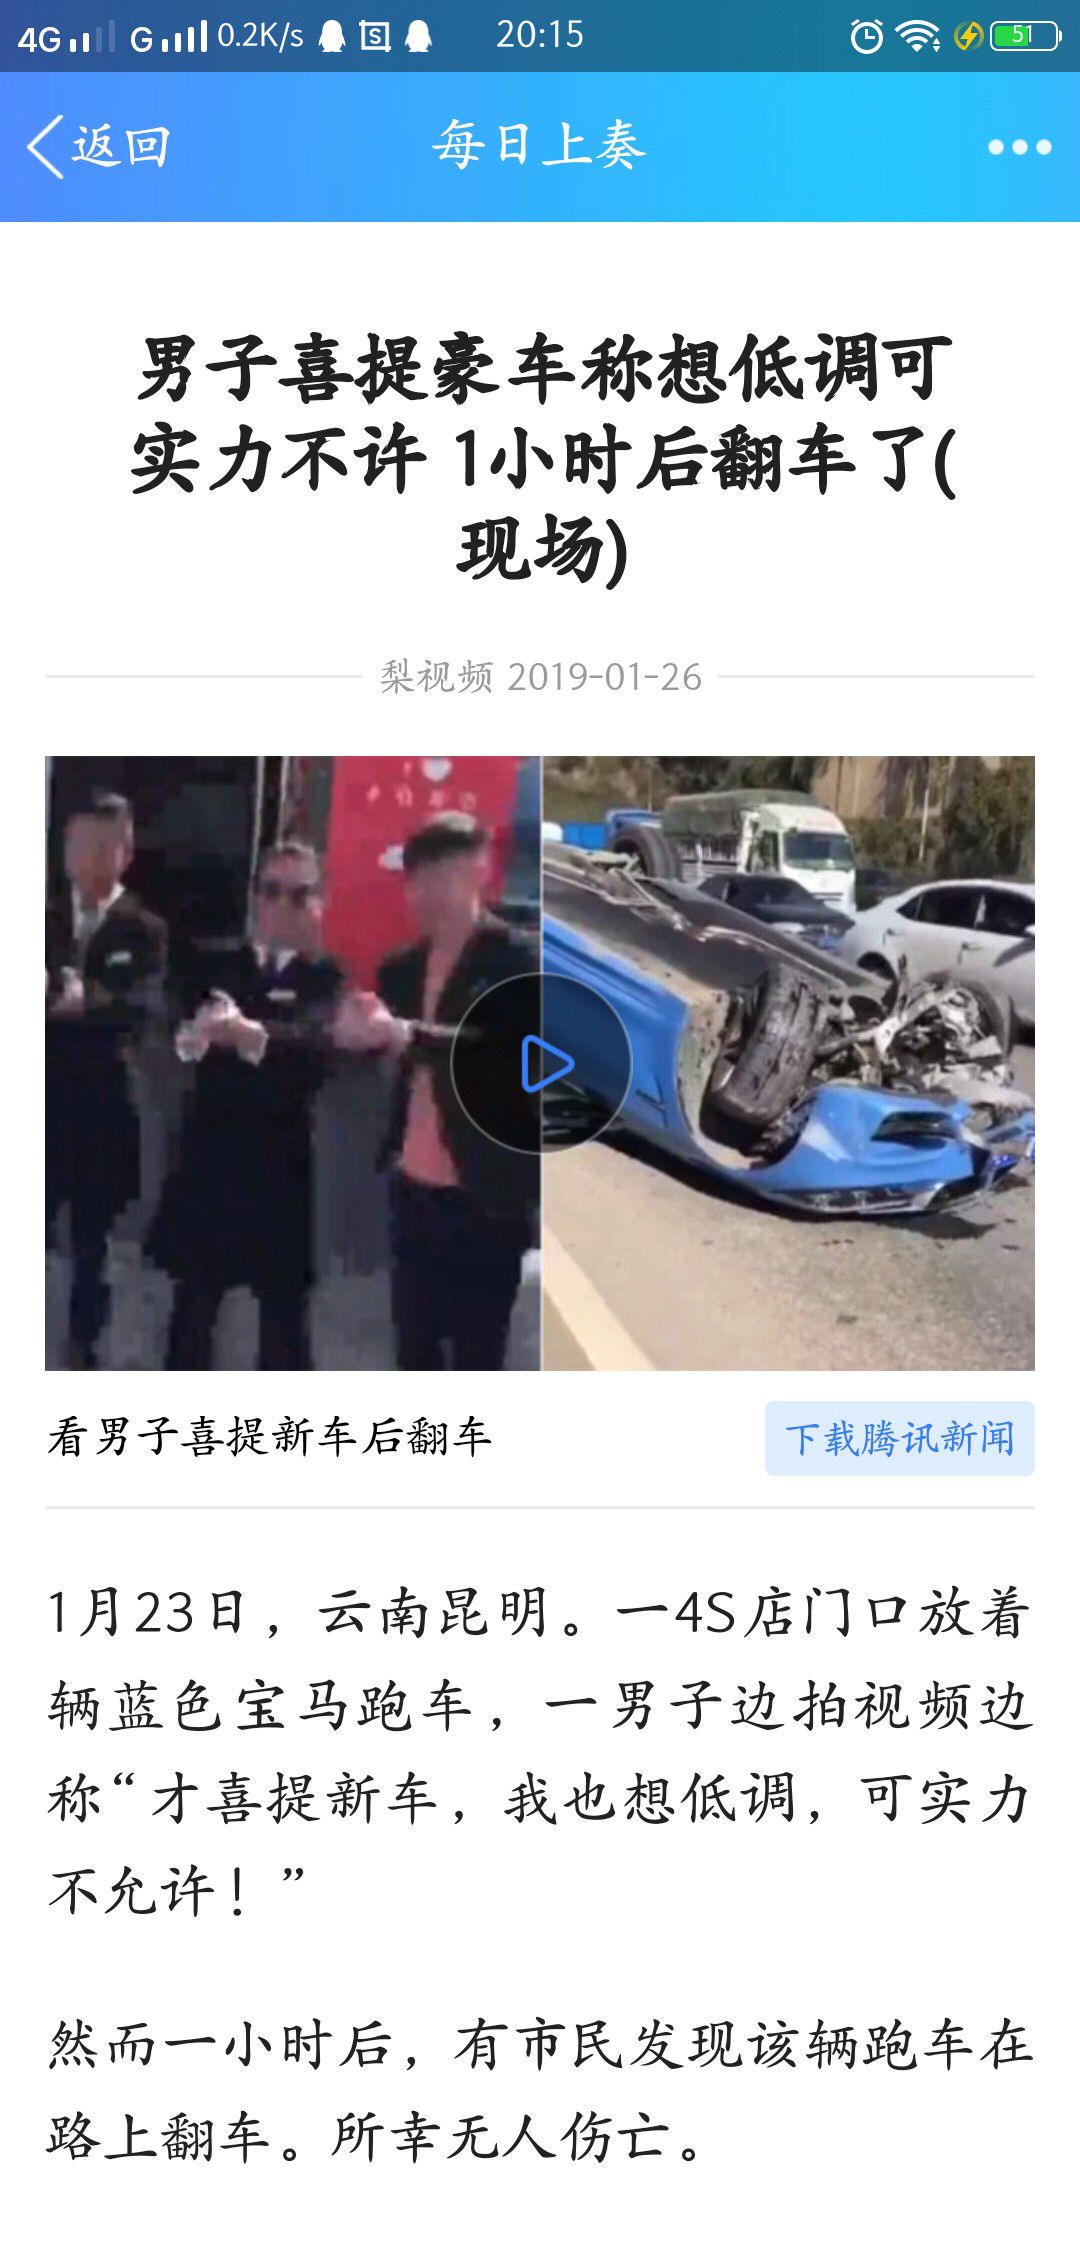 4G G 0.2K/s 20:15 51
返回 每日上奏
男子喜提豪车称想低调可
实力不许 1小时后翻车了(
现场)
梨视频 2019-01-26
看男子喜提新车后翻车 下载腾讯新闻
1月23日，云南昆明。一4S店门口放着
辆蓝色宝马跑车，一男子边拍视频边
称“才喜提新车，我也想低调，可实力
不允许！”
然而一小时后，有市民发现该辆跑车在
路上翻车。所幸无人伤亡。